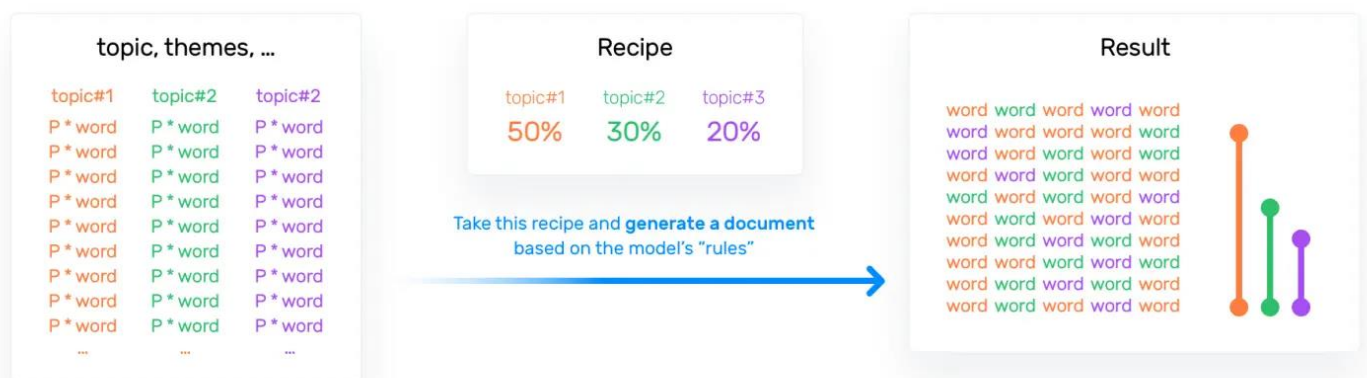 topic, themes, ...
topic#1 topic#2 topic#2
P * word P * word P * word
P * word P * word P * word
P * word P * word P * word
P * word P * word P * word
P * word P * word P * word
P * word P * word P * word
P * word P * word P * word
P * word P * word P * word
P * word P * word P * word
... ... ...
Recipe
topic#1 topic#2 topic#3
50% 30% 20%
Take this recipe and generate a document
based on the model's “rules”
Result
word word word word word
word word word word word
word word word word word
word word word word word
word word word word word
word word word word word
word word word word word
word word word word word
word word word word word
word word word word word